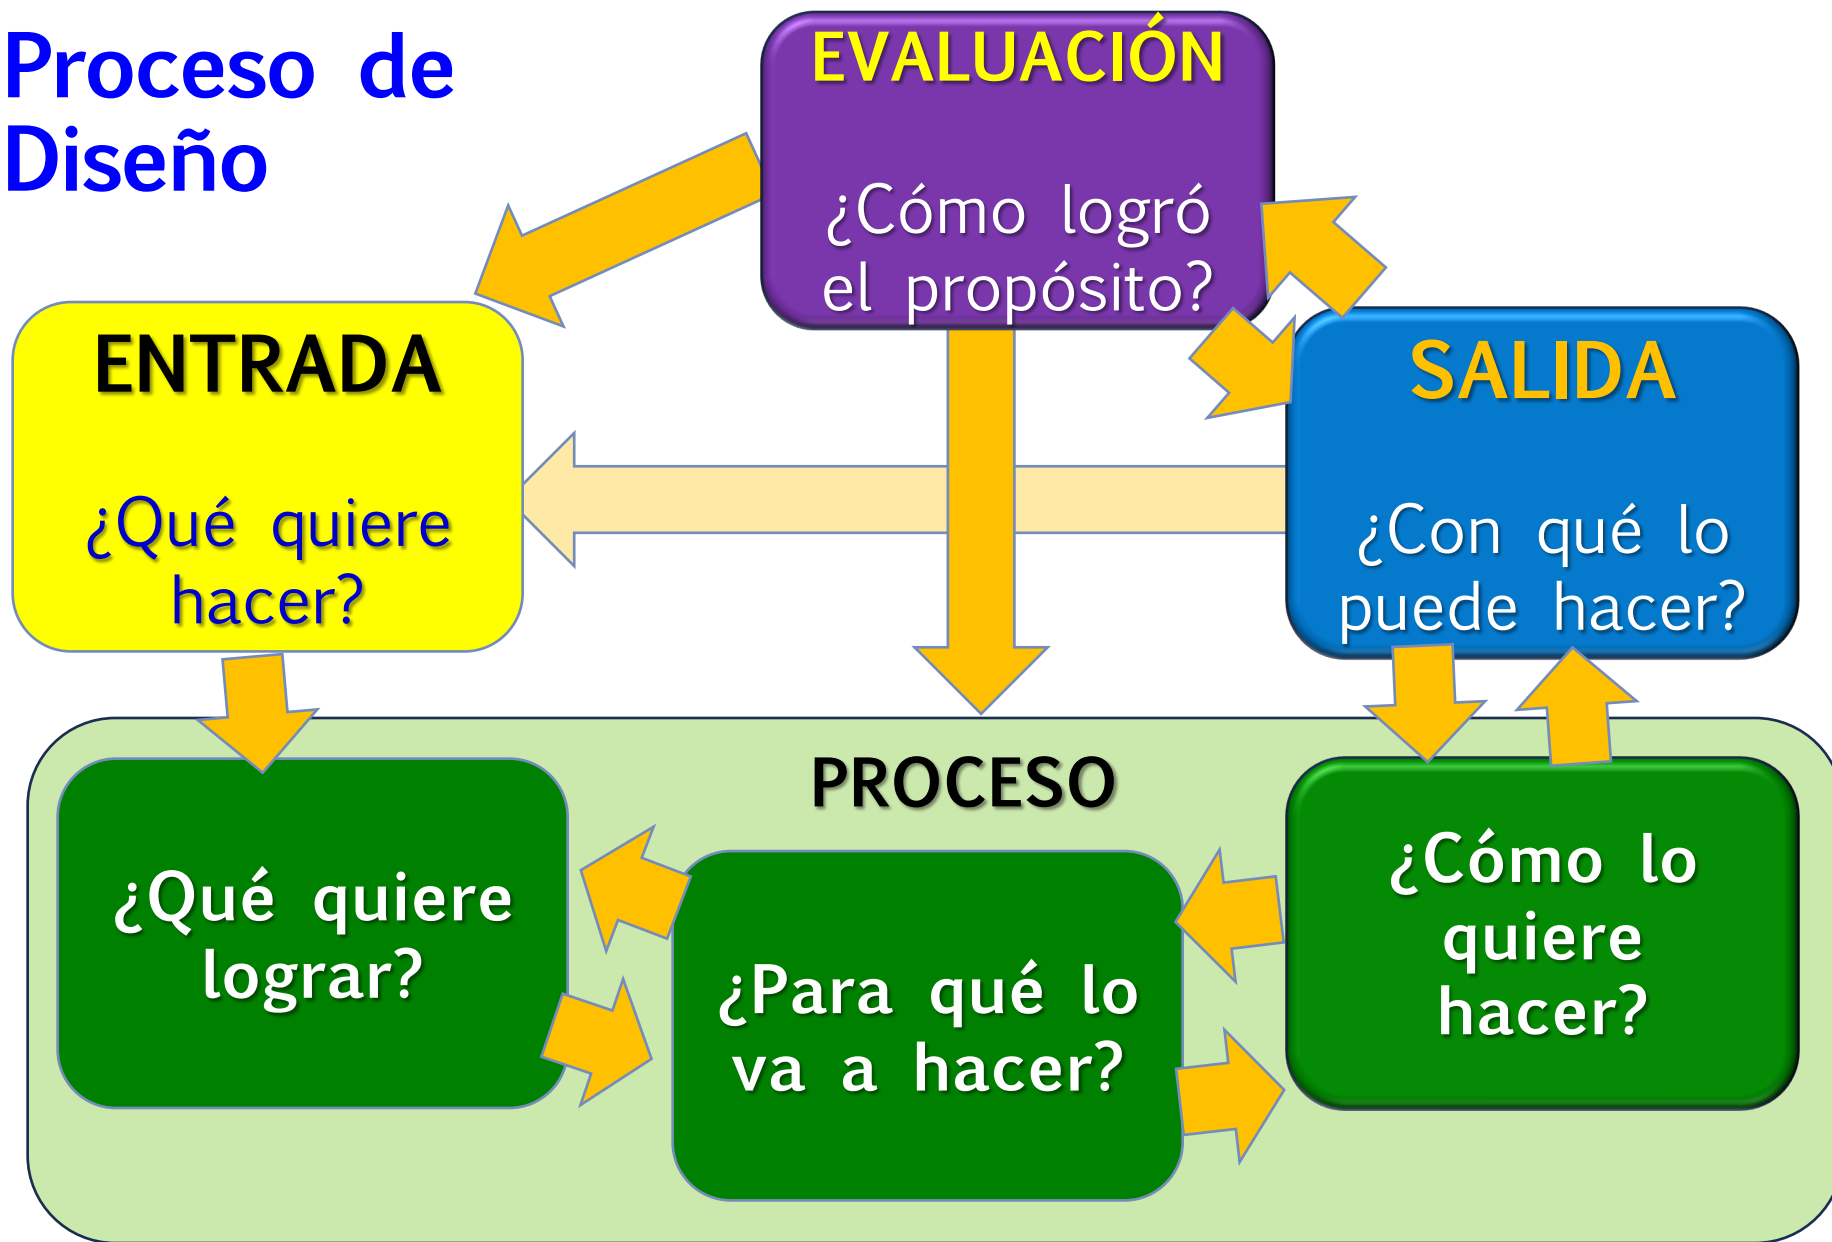 Proceso de
Diseño
EVALUACIÓN
¿Cómo logró
el propósito?
ENTRADA
¿Qué quiere
hacer?
SALIDA
¿Con qué lo
puede hacer?
PROCESO
¿Qué quiere
lograr?
¿Para qué lo
va a hacer?
¿Cómo lo
quiere
hacer?